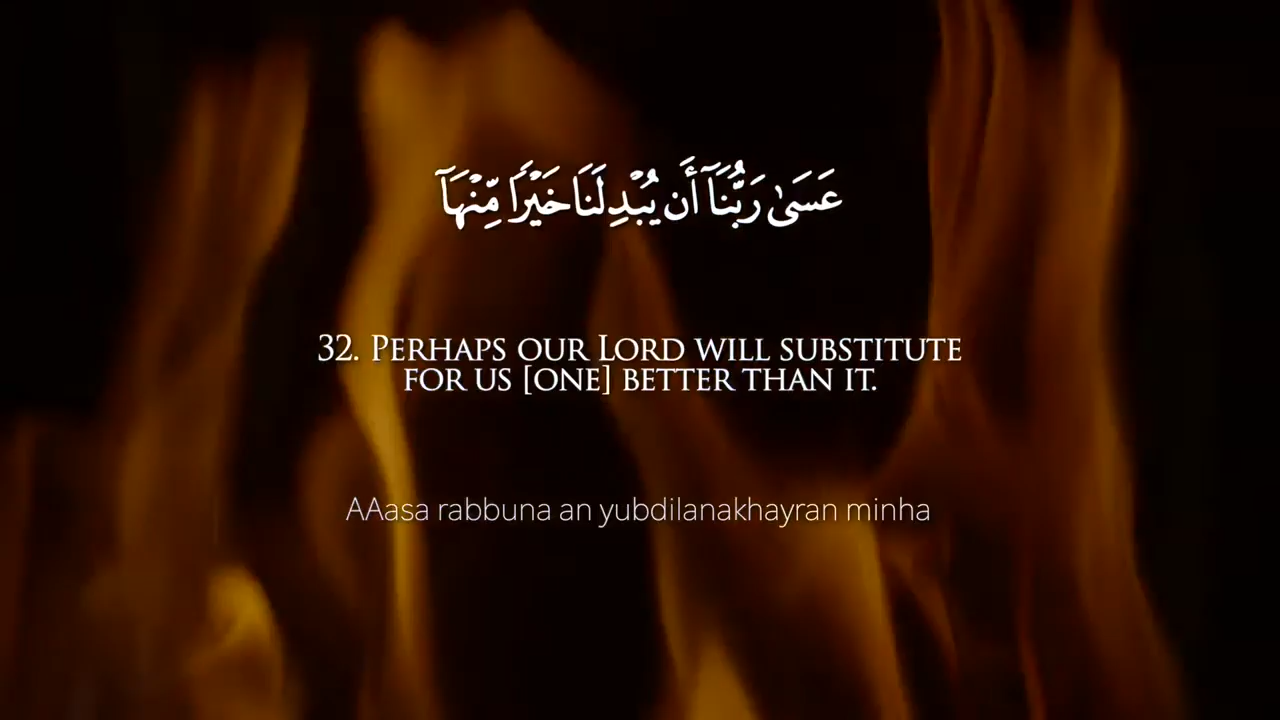 عَسَىٰ رَبُّنَآ أَن يُبْدِلَنَا خَيْرًا مِّنْهَآ
32. Perhaps our Lord will substitute
for us [one] better than it.
AAasa rabbuna an yubdilanakhayran minha